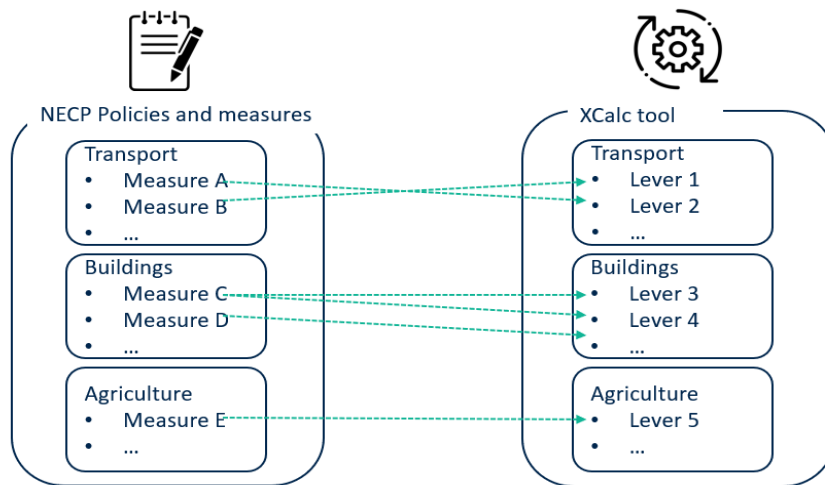 NECP Policies and measures
Transport
• Measure A
• Measure B
• ...
Buildings
• Measure C
• Measure D
• ...
Agriculture
• Measure E
• ...
XCalc tool
Transport
• Lever 1
• Lever 2
• ...
Buildings
• Lever 3
• Lever 4
• ...
Agriculture
• Lever 5
• ...